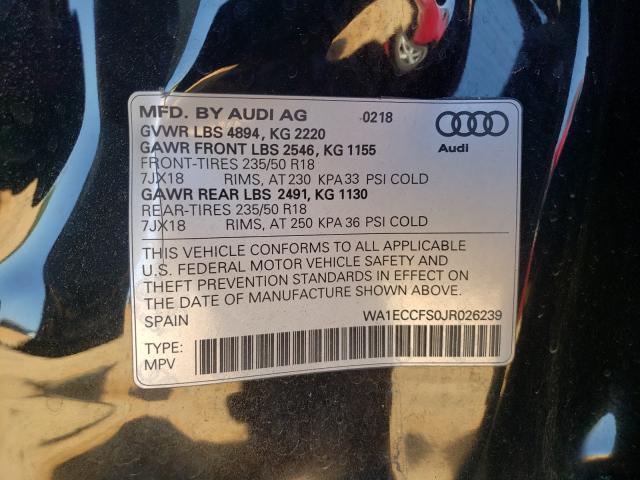 MFD. BY AUDI AG 0218
GVWR LBS 4894, KG 2220
GAWR FRONT LBS 2546, KG 1155
FRONT-TIRES 235/50 R18
7JX18 RIMS, AT 230 KPA 33 PSI COLD
GAWR REAR LBS 2491, KG 1130
REAR-TIRES 235/50 R18
7JX18 RIMS, AT 250 KPA 36 PSI COLD
Audi
THIS VEHICLE CONFORMS TO ALL APPLICABLE
U.S. FEDERAL MOTOR VEHICLE SAFETY AND
THEFT PREVENTION STANDARDS IN EFFECT ON
THE DATE OF MANUFACTURE SHOWN ABOVE.
SPAIN WA1ECCFS0JR026239
TYPE:
MPV